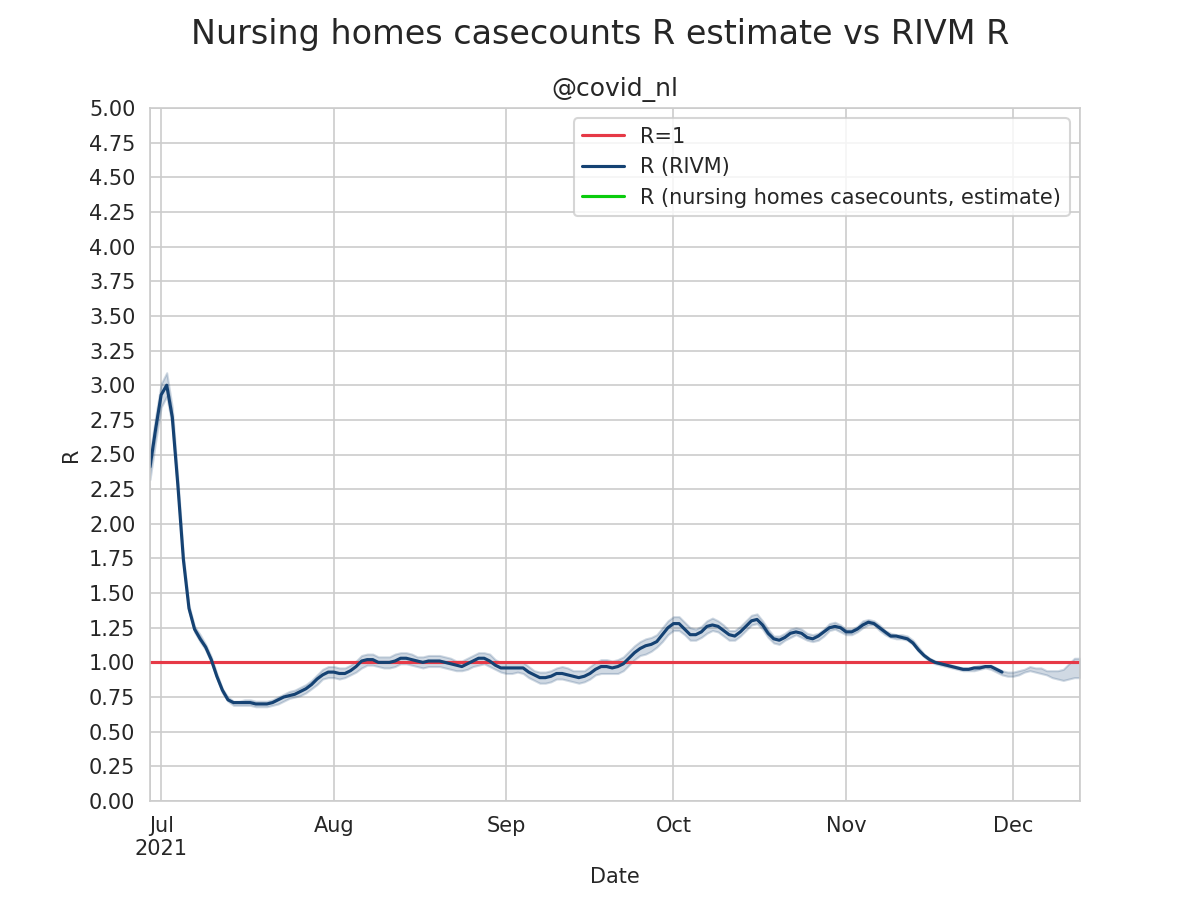 Nursing homes casecounts R estimate vs RIVM R
@covid_nl
R=1
R (RIVM)
R (nursing homes casecounts, estimate)
R
5.00
4.75
4.50
4.25
4.00
3.75
3.50
3.25
3.00
2.75
2.50
2.25
2.00
1.75
1.50
1.25
1.00
0.75
0.50
0.25
0.00
Jul Aug Sep Oct Nov Dec
2021
Date